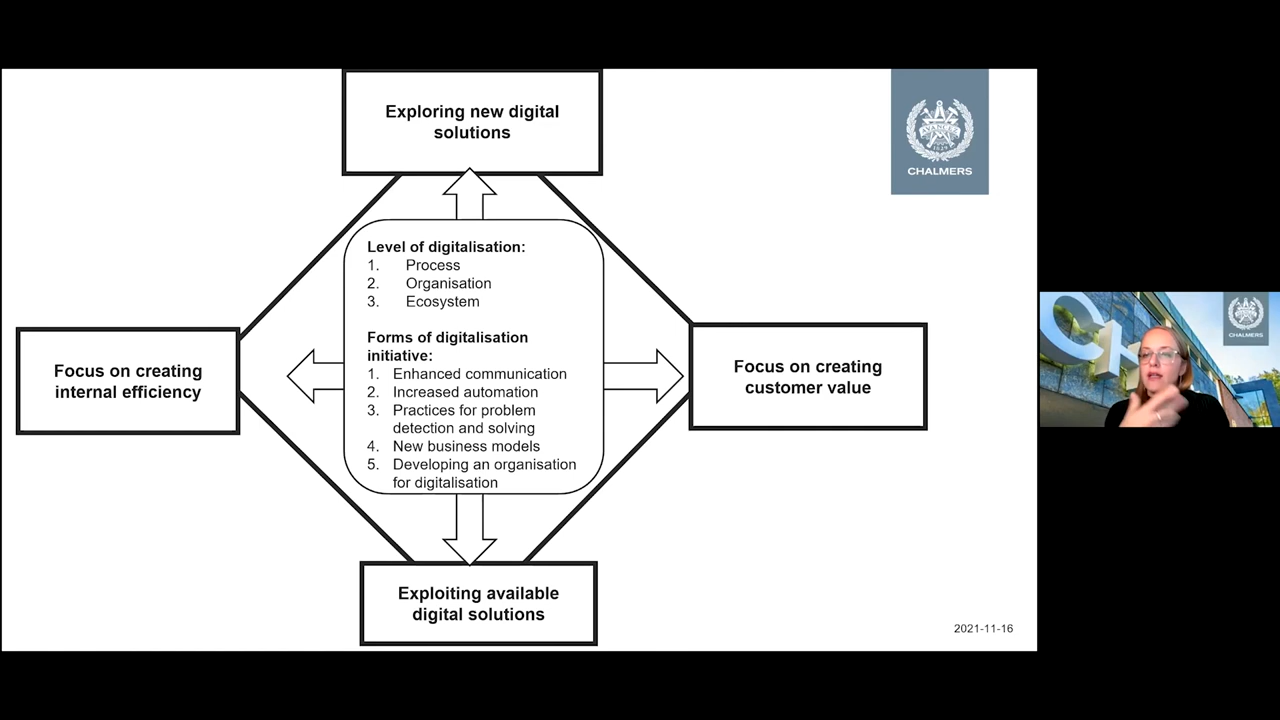 Exploring new digital
solutions
AVANCEZ
1829
CHALMERS
Level of digitalisation:
1. Process
2. Organisation
3. Ecosystem
Forms of digitalisation
initiative:
1. Enhanced communication
2. Increased automation
3. Practices for problem
detection and solving
4. New business models
5. Developing an organisation
for digitalisation
Focus on creating
internal efficiency
Focus on creating
customer value
CH
CHALMERS
Exploiting available
digital solutions
2021-11-16